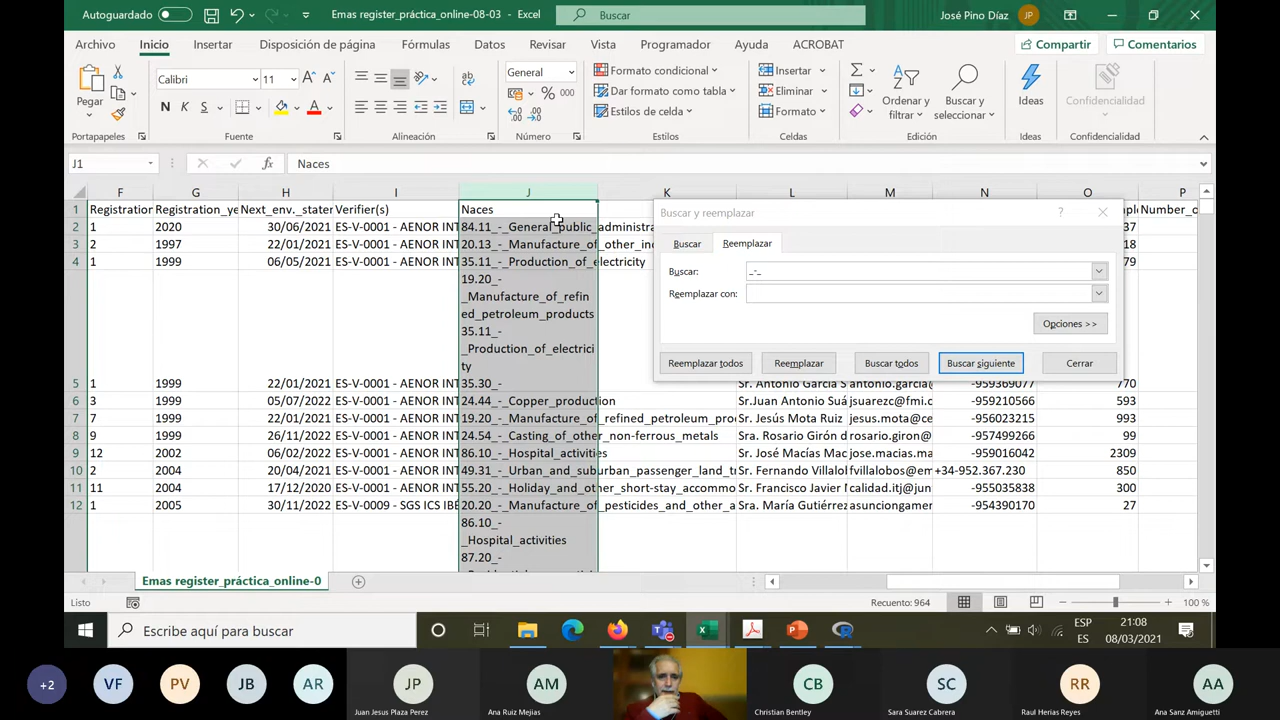 Autoguardado
Emas register_práctica_online-08-03 - Excel
Buscar
José Pino Díaz
JP
Archivo Inicio Insertar Disposición de página Fórmulas Datos Revisar Vista Programador Ayuda ACROBAT
Compartir Comentarios
Pegar
Calibri 11
N K S
General
% 000
Formato condicional
Dar formato como tabla
Estilos de celda
Insertar
Eliminar
Formato
Ordenar y filtrar
Buscar y seleccionar
Ideas
Confidencialidad
Portapapeles Fuente Alineación Número Estilos Celdas Edición Ideas Confidencialidad
J1 fx Naces
F G H I J K L M N O P
1 Registration Registration_ye Next_env._stater Verifier(s) Naces
2 1 2020 30/06/2021 ES-V-0001 - AENOR INT 84.11_-_General_public_administra 37
3 2 1997 22/01/2021 ES-V-0001 - AENOR INT 20.13_-_Manufacture_of_other_ino 18
4 1 1999 06/05/2021 ES-V-0001 - AENOR INT 35.11_-_Production_of_electricity 79
19.20_-
_Manufacture_of_refin
ed_petroleum_products
35.11_-
_Production_of_electrici
ty
5 1 1999 22/01/2021 ES-V-0001 - AENOR INT 35.30_- Sr. Antonio García S antonio.garcia@ -959369077 770
6 3 1999 05/07/2022 ES-V-0001 - AENOR INT 24.44_-_Copper_production Sr.Juan Antonio Suá jsuarezc@fmi.c -959210566 593
7 7 1999 22/01/2021 ES-V-0001 - AENOR INT 19.20_-_Manufacture_of_refined_petroleum_proc Sr. Jesús Mota Ruiz jesus.mota@ce -956023215 993
8 9 1999 26/11/2022 ES-V-0001 - AENOR INT 24.54_-_Casting_of_other_non-ferrous_metals Sra. Rosario Girón d rosario.giron@ -957499266 99
9 12 2002 06/02/2022 ES-V-0001 - AENOR INT 86.10_-_Hospital_activities Sr. José Macías Mac jose.macias.ma -959016042 2309
10 2 2004 20/04/2021 ES-V-0001 - AENOR INT 49.31_-_Urban_and_suburban_passenger_land_tr Sr. Fernando Villalol fvillalobos@em +34-952.367.230 850
11 11 2004 17/12/2020 ES-V-0001 - AENOR INT 55.20_-_Holiday_and_other_short-stay_accommo Sr. Francisco Javier N calidad.itj@jun -955035838 300
12 1 2005 30/11/2022 ES-V-0009 - SGS ICS IBE 20.20_-_Manufacture_of_pesticides_and_other_a Sra. María Gutiérrez asunciongamer -954390170 27
86.10_-
_Hospital_activities
87.20_-
Number_c
Buscar y reemplazar
?
Buscar Reemplazar
Buscar: _-_
Reemplazar con:
Opciones >>
Reemplazar todos Reemplazar Buscar todos Buscar siguiente Cerrar
Emas register_práctica_online-0
Listo
Recuento: 964
100 %
Escribe aquí para buscar
ESP
ES
21:08
08/03/2021
+2 VF PV JB AR JP AM CB SC RR AA
Juan Jesus Plaza Perez Ana Ruiz Mejias Christian Bentley Sara Suarez Cabrera Raul Herias Reyes Ana Sanz Amiguetti